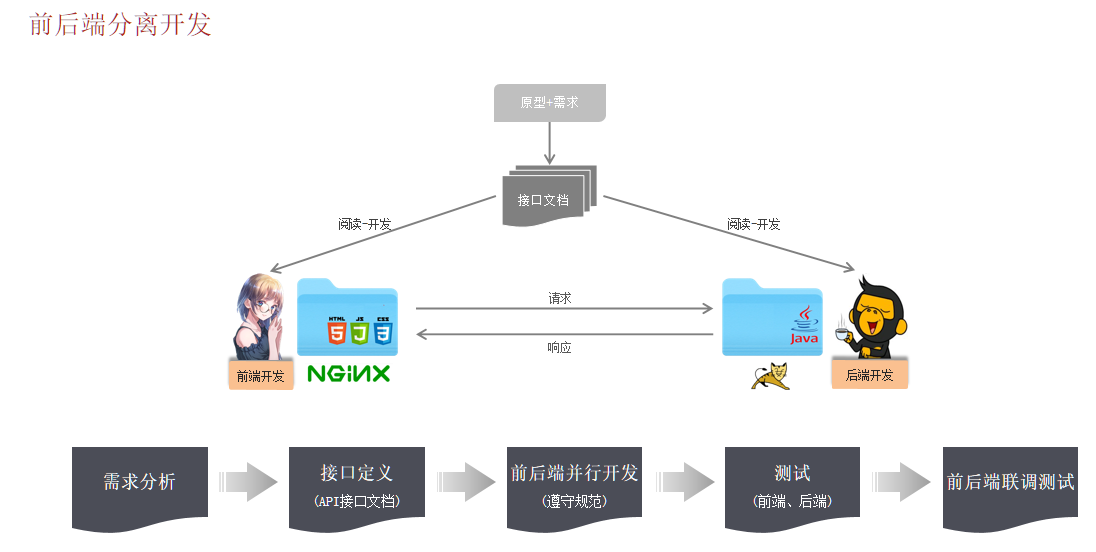 前后端分离开发
原型+需求
接口文档
阅读-开发
阅读-开发
请求
响应
HTML JS CSS
5 J 3
NGiNX
Java
前端开发
后端开发
需求分析
接口定义
(API接口文档)
前后端并行开发
(遵守规范)
测试
(前端、后端)
前后端联调测试